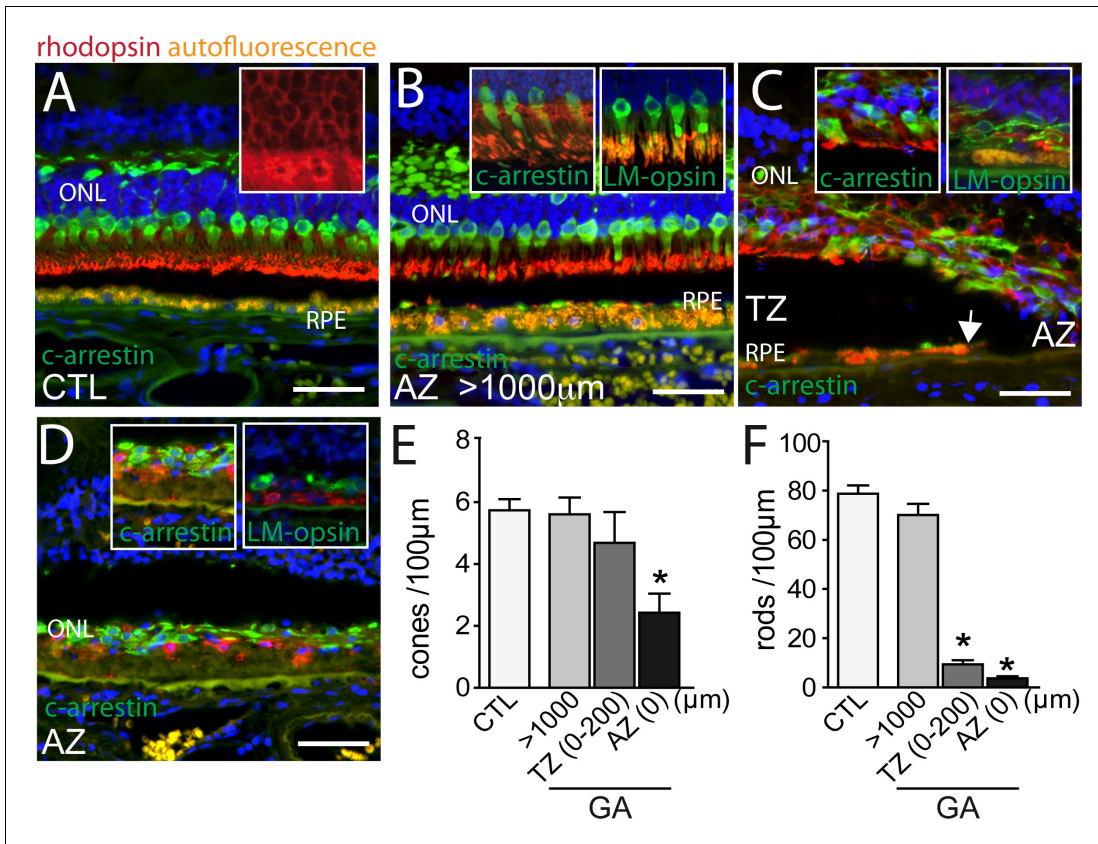 rhodopsin autofluorescence
A
ONL
RPE
c-arrestin
CTL
B
c-arrestin
LM-opsin
ONL
RPE
c-arrestin
AZ >1000µm
C
c-arrestin
LM-opsin
ONL
TZ
AZ
RPE
c-arrestin
D
c-arrestin
LM-opsin
ONL
c-arrestin
AZ
E
cones /100µm
8
6
4
2
0
*
CTL
>1000
TZ (0-200)
AZ (0)
(µm)
GA
F
rods /100µm
100
80
60
40
20
0
*
*
CTL
>1000
TZ (0-200)
AZ (0)
(µm)
GA